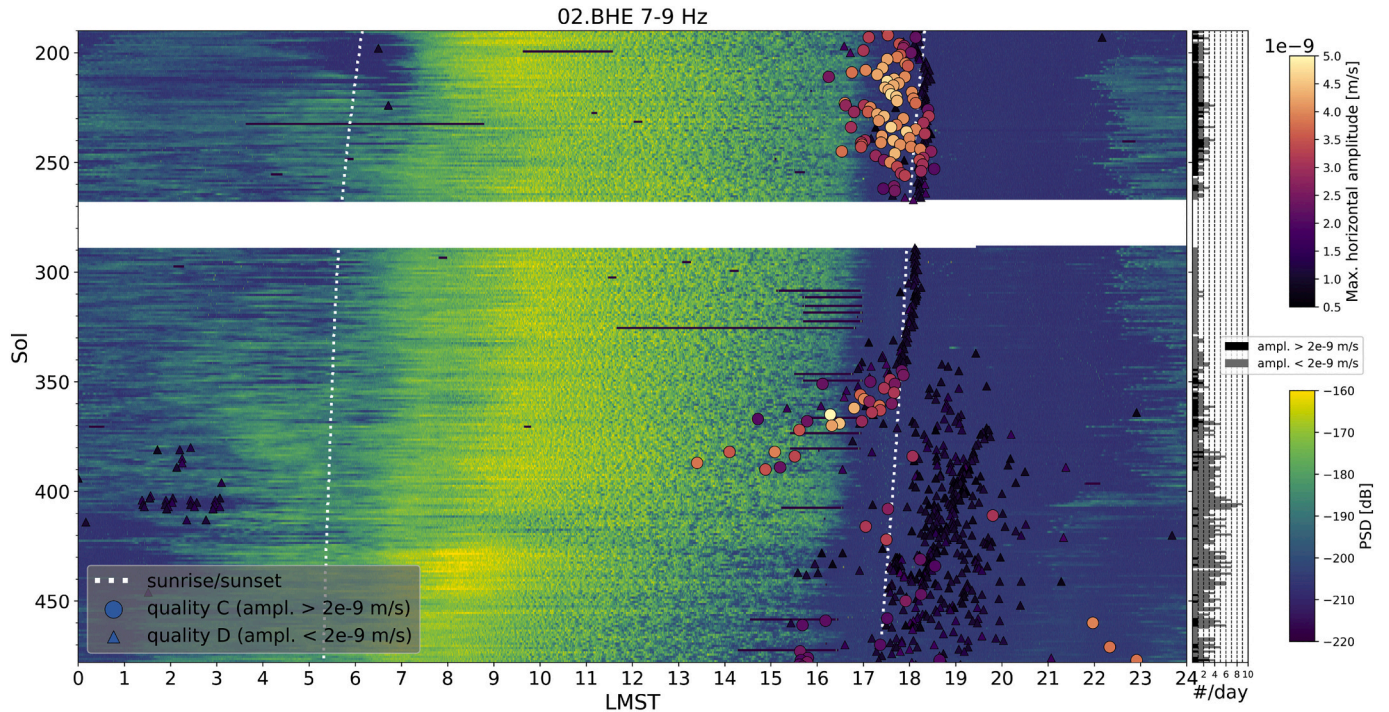 02.BHE 7-9 Hz
200
250
300
350
400
450
Sol
sunrise/sunset
quality C (ampl. > 2e-9 m/s)
quality D (ampl. < 2e-9 m/s)
0 1 2 3 4 5 6 7 8 9 10 11 12 13 14 15 16 17 18 19 20 21 22 23 24
LMST
2 4 6 8 10
#/day
1e-9
5.0
4.5
4.0
3.5
3.0
2.5
2.0
1.5
1.0
0.5
Max. horizontal amplitude [m/s]
ampl. > 2e-9 m/s
ampl. < 2e-9 m/s
−160
−170
−180
−190
−200
−210
−220
PSD [dB]